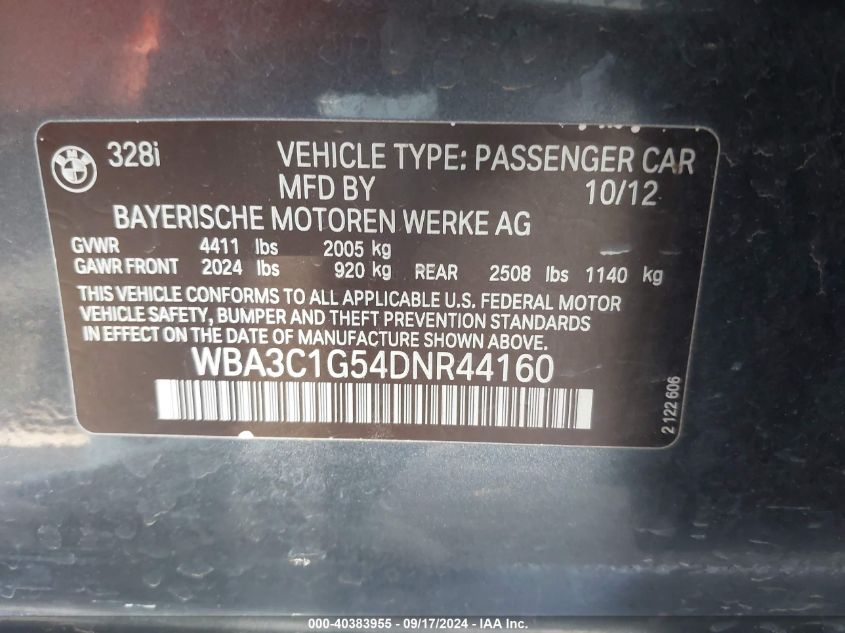 328i VEHICLE TYPE: PASSENGER CAR
MFD BY 10/12
BAYERISCHE MOTOREN WERKE AG
GVWR 4411 lbs 2005 kg
GAWR FRONT 2024 lbs 920 kg REAR 2508 lbs 1140 kg
THIS VEHICLE CONFORMS TO ALL APPLICABLE U.S. FEDERAL MOTOR
VEHICLE SAFETY, BUMPER AND THEFT PREVENTION STANDARDS
IN EFFECT ON THE DATE OF MANUFACTURE SHOWN ABOVE.
WBA3C1G54DNR44160
2 122 606
000-40383955 - 09/17/2024 - IAA Inc.